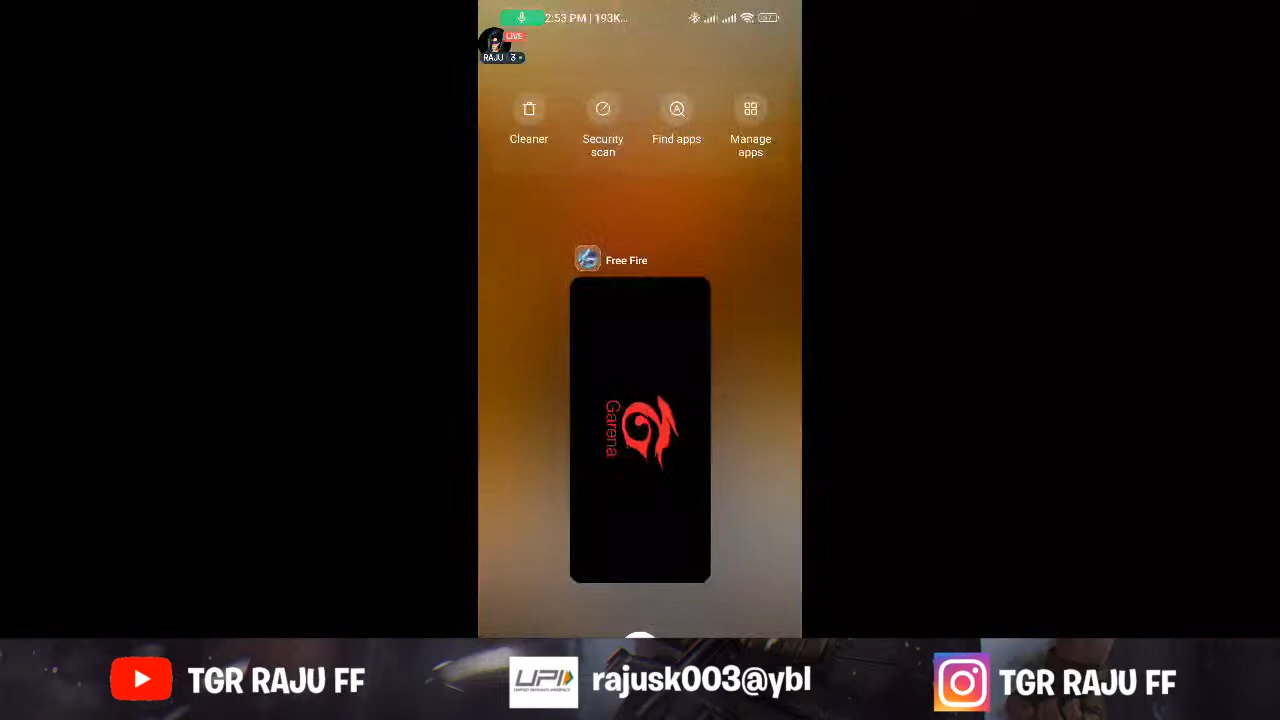 2:53 PM | 193K...
LIVE
RAJU 3
Cleaner
Security
scan
Find apps
Manage
apps
Free Fire
Garena
TGR RAJU FF
UPI
rajusk003@ybl
TGR RAJU FF